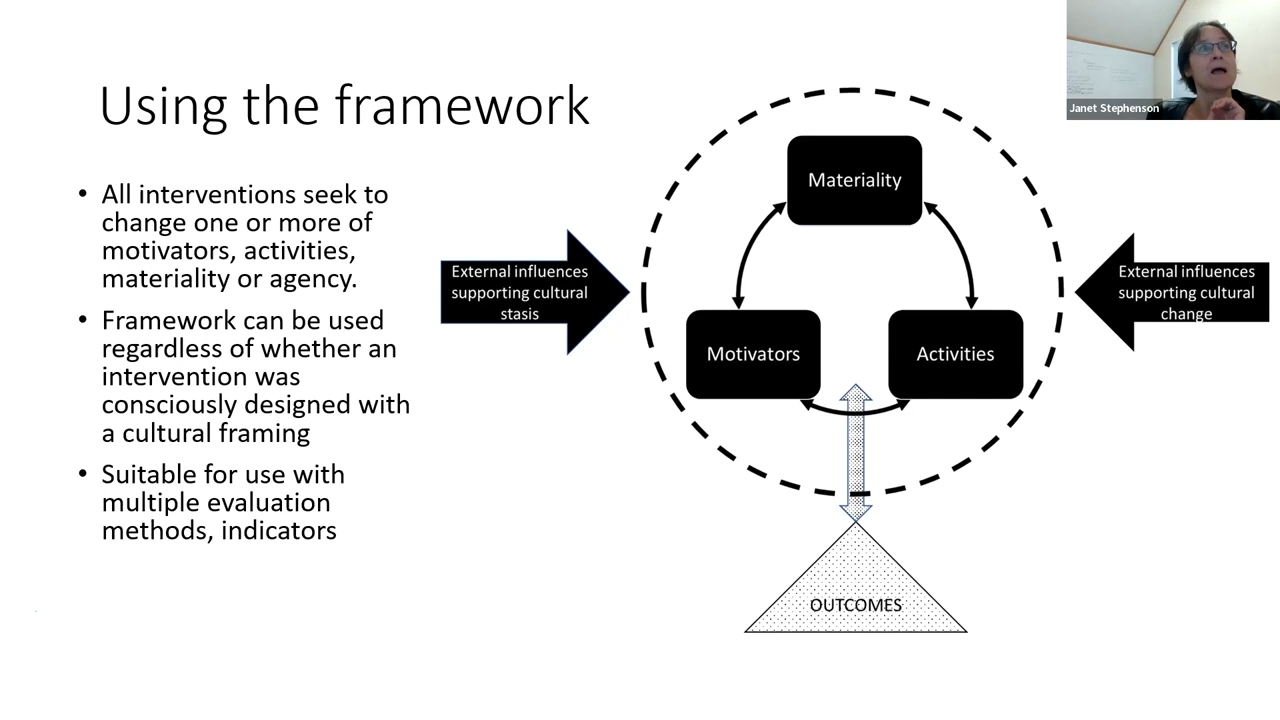 Using the framework
• All interventions seek to
change one or more of
motivators, activities,
materiality or agency.
• Framework can be used
regardless of whether an
intervention was
consciously designed with
a cultural framing
• Suitable for use with
multiple evaluation
methods, indicators
Materiality
External influences
supporting cultural
stasis
External influences
supporting cultural
change
Motivators
Activities
OUTCOMES
Janet Stephenson